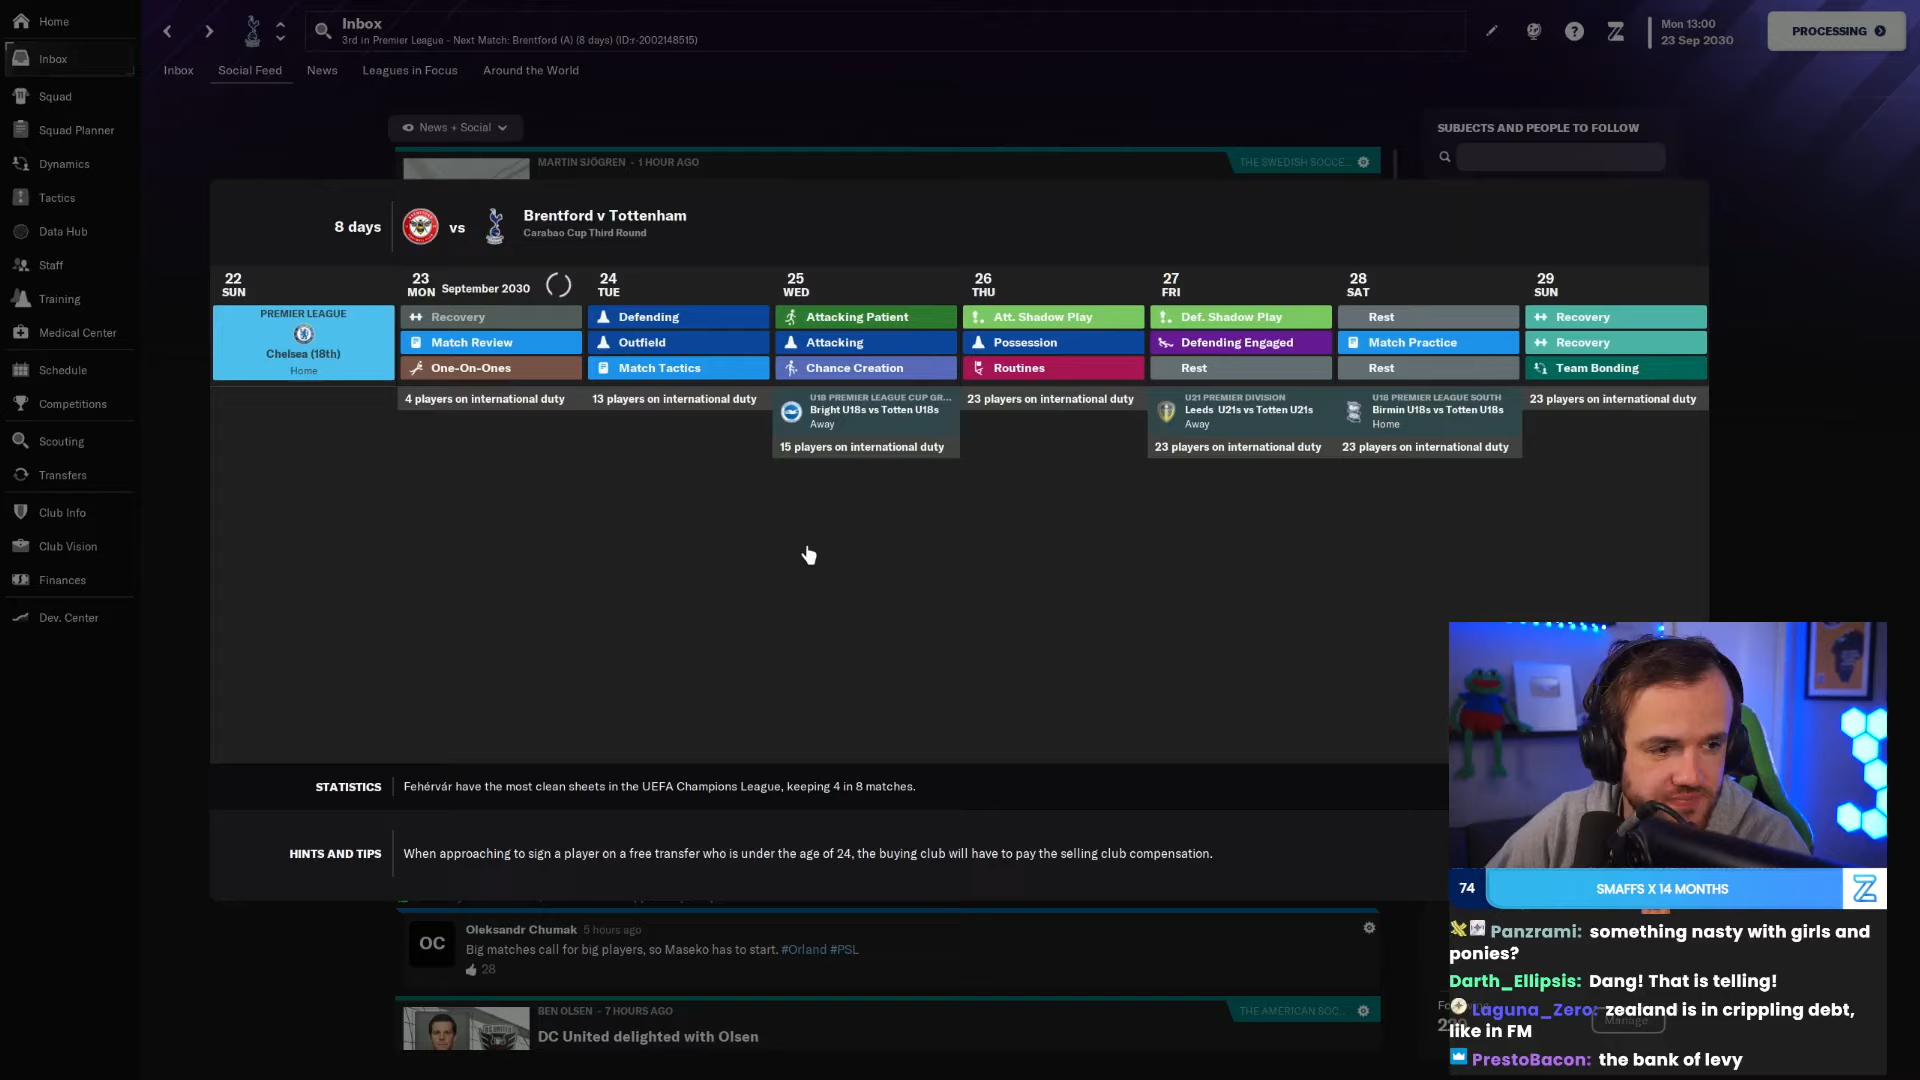 Home
Inbox
Squad
Squad Planner
Dynamics
Tactics
Data Hub
Staff
Training
Medical Center
Schedule
Competitions
Scouting
Transfers
Club Info
Club Vision
Finances
Dev. Center
Inbox
3rd in Premier League - Next Match: Brentford (A) (8 days) (ID:r-2002148515)
Mon 13:00
23 Sep 2030
PROCESSING
Inbox Social Feed News Leagues in Focus Around the World
News + Social
SUBJECTS AND PEOPLE TO FOLLOW
MARTIN SJÖGREN - 1 HOUR AGO
THE SWEDISH SOCCE...
8 days
vs
Brentford v Tottenham
Carabao Cup Third Round
22
SUN
PREMIER LEAGUE
Chelsea (18th)
Home
23
MON September 2030
Recovery
Match Review
One-On-Ones
4 players on international duty
24
TUE
Defending
Outfield
Match Tactics
13 players on international duty
25
WED
Attacking Patient
Attacking
Chance Creation
U18 PREMIER LEAGUE CUP GR...
Bright U18s vs Totten U18s
Away
15 players on international duty
26
THU
Att. Shadow Play
Possession
Routines
23 players on international duty
27
FRI
Def. Shadow Play
Defending Engaged
Rest
U21 PREMIER DIVISION
Leeds U21s vs Totten U21s
Away
23 players on international duty
28
SAT
Rest
Match Practice
Rest
U18 PREMIER LEAGUE SOUTH
Birmin U18s vs Totten U18s
Home
23 players on international duty
29
SUN
Recovery
Recovery
Team Bonding
23 players on international duty
STATISTICS
Fehérvár have the most clean sheets in the UEFA Champions League, keeping 4 in 8 matches.
HINTS AND TIPS
When approaching to sign a player on a free transfer who is under the age of 24, the buying club will have to pay the selling club compensation.
OC
Oleksandr Chumak 5 hours ago
Big matches call for big players, so Maseko has to start. #Orland #PSL
28
BEN OLSEN - 7 HOURS AGO
THE AMERICAN SOC...
DC United delighted with Olsen
74
SMAFFS X 14 MONTHS
Panzrami: something nasty with girls and
ponies?
Darth_Ellipsis: Dang! That is telling!
Laguna_Zero: zealand is in crippling debt,
like in FM
Manage
PrestoBacon: the bank of levy